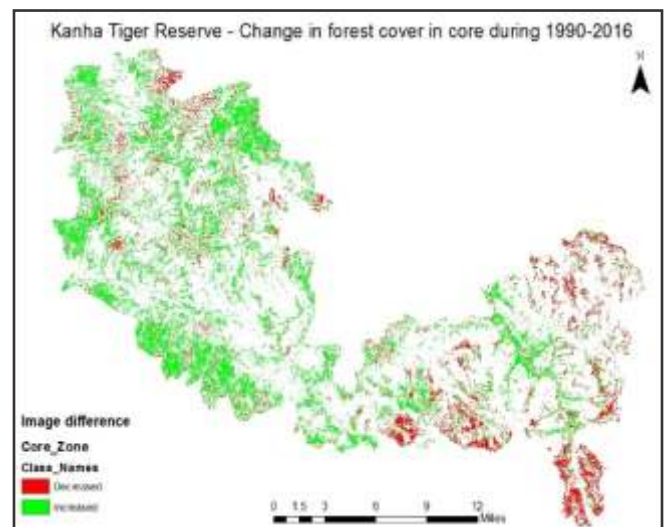 Kanha Tiger Reserve - Change in forest cover in core during 1990-2016
N
Image difference
Core_Zone
Class_Names
Decreased
Increased
0 1.5 3 6 9 12
Miles